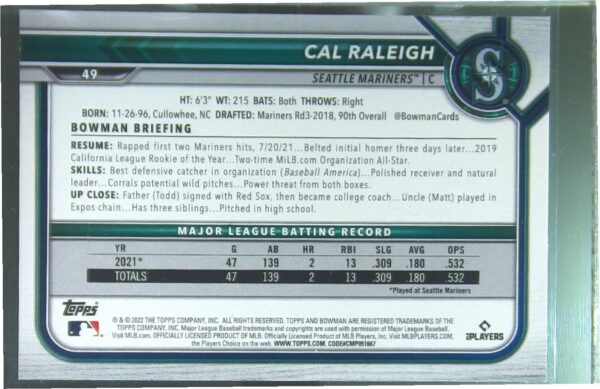 CAL RALEIGH
49
SEATTLE MARINERS™ | C
S
HT: 6'3" WT: 215 BATS: Both THROWS: Right
BORN: 11-26-96, Cullowhee, NC DRAFTED: Mariners Rd3-2018, 90th Overall @BowmanCards
BOWMAN BRIEFING
RESUME: Rapped first two Mariners hits, 7/20/21...Belted initial homer three days later...2019
California League Rookie of the Year...Two-time MiLB.com Organization All-Star.
SKILLS: Best defensive catcher in organization (Baseball America)...Polished receiver and natural
leader...Corrals potential wild pitches...Power threat from both boxes.
UP CLOSE: Father (Todd) signed with Red Sox, then became college coach...Uncle (Matt) played in
Expos chain...Has three siblings...Pitched in high school.
MAJOR LEAGUE BATTING RECORD
YR G AB HR RBI SLG AVG OPS
2021* 47 139 2 13 .309 .180 .532
TOTALS 47 139 2 13 .309 .180 .532
*Played at Seattle Mariners
Topps
® & © 2022 THE TOPPS COMPANY, INC. ALL RIGHTS RESERVED. TOPPS AND BOWMAN ARE REGISTERED TRADEMARKS OF
THE TOPPS COMPANY, INC. Major League Baseball trademarks and copyrights are used with permission of Major League Baseball.
Visit MLB.com. OFFICIALLY LICENSED PRODUCT OF MLB. Officially Licensed Product of Major League Baseball Players, Inc. Visit MLBPLAYERS.com,
the Players Choice on the web. WWW.TOPPS.COM. CODE#CMP051667
PLAYERS